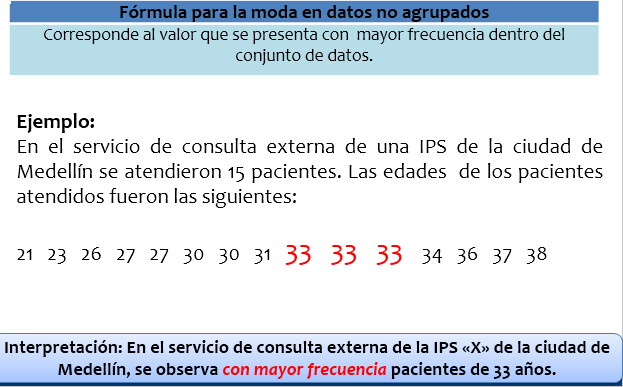 Fórmula para la moda en datos no agrupados
Corresponde al valor que se presenta con mayor frecuencia dentro del
conjunto de datos.
Ejemplo:
En el servicio de consulta externa de una IPS de la ciudad de
Medellín se atendieron 15 pacientes. Las edades de los pacientes
atendidos fueron las siguientes:
21 23 26 27 27 30 30 31 33 33 33 34 36 37 38
Interpretación: En el servicio de consulta externa de la IPS «X» de la ciudad de
Medellín, se observa con mayor frecuencia pacientes de 33 años.